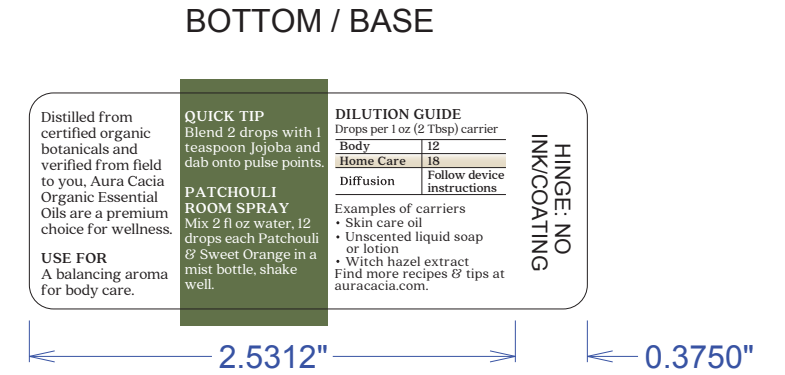 BOTTOM / BASE
Distilled from
certified organic
botanicals and
verified from field
to you, Aura Cacia
Organic Essential
Oils are a premium
choice for wellness.
USE FOR
A balancing aroma
for body care.
QUICK TIP
Blend 2 drops with 1
teaspoon Jojoba and
dab onto pulse points.
PATCHOULI
ROOM SPRAY
Mix 2 fl oz water, 12
drops each Patchouli
& Sweet Orange in a
mist bottle, shake
well.
DILUTION GUIDE
Drops per 1 oz (2 Tbsp) carrier
Body 12
Home Care 18
Diffusion Follow device
instructions
Examples of carriers
• Skin care oil
• Unscented liquid soap
or lotion
• Witch hazel extract
Find more recipes & tips at
auracacia.com.
HINGE: NO
INK/COATING
2.5312"
0.3750"